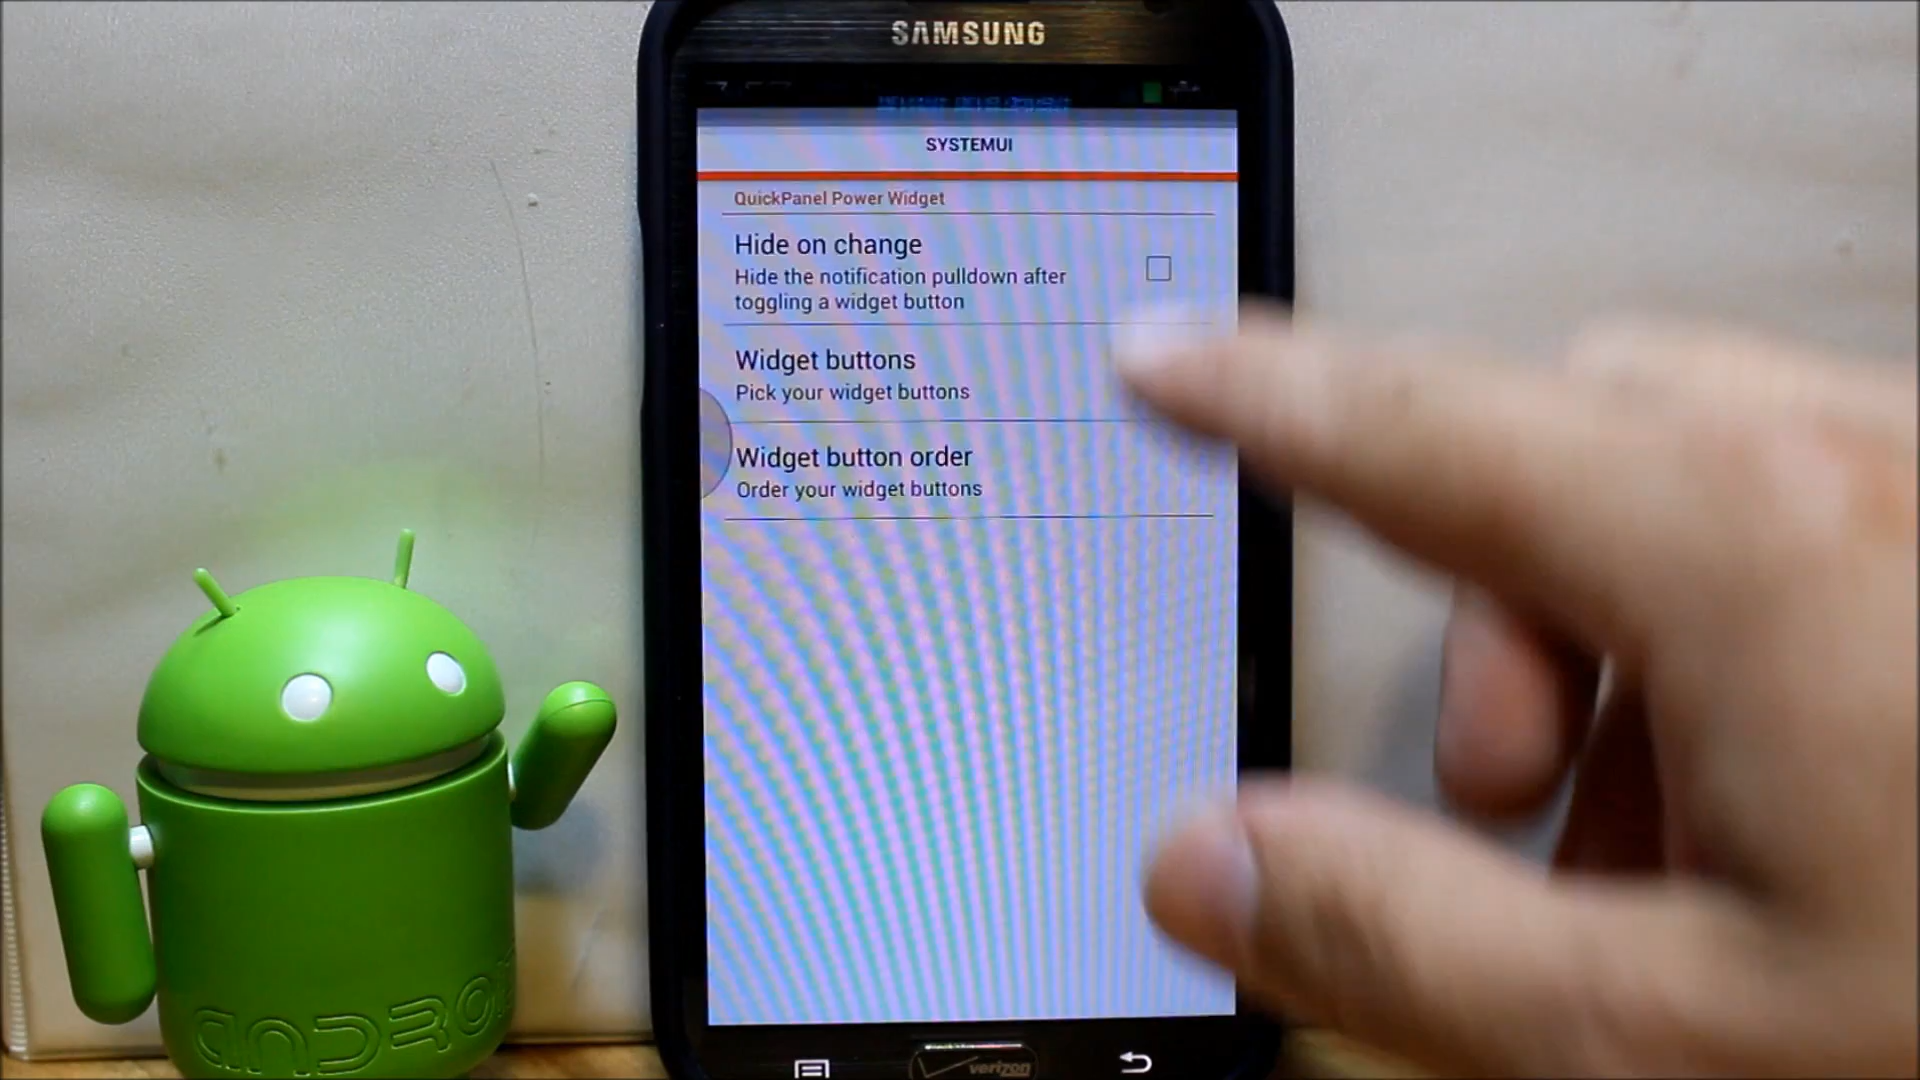 SAMSUNG
SYSTEMUI
QuickPanel Power Widget
Hide on change
Hide the notification pulldown after
toggling a widget button
Widget buttons
Pick your widget buttons
Widget button order
Order your widget buttons
verizon